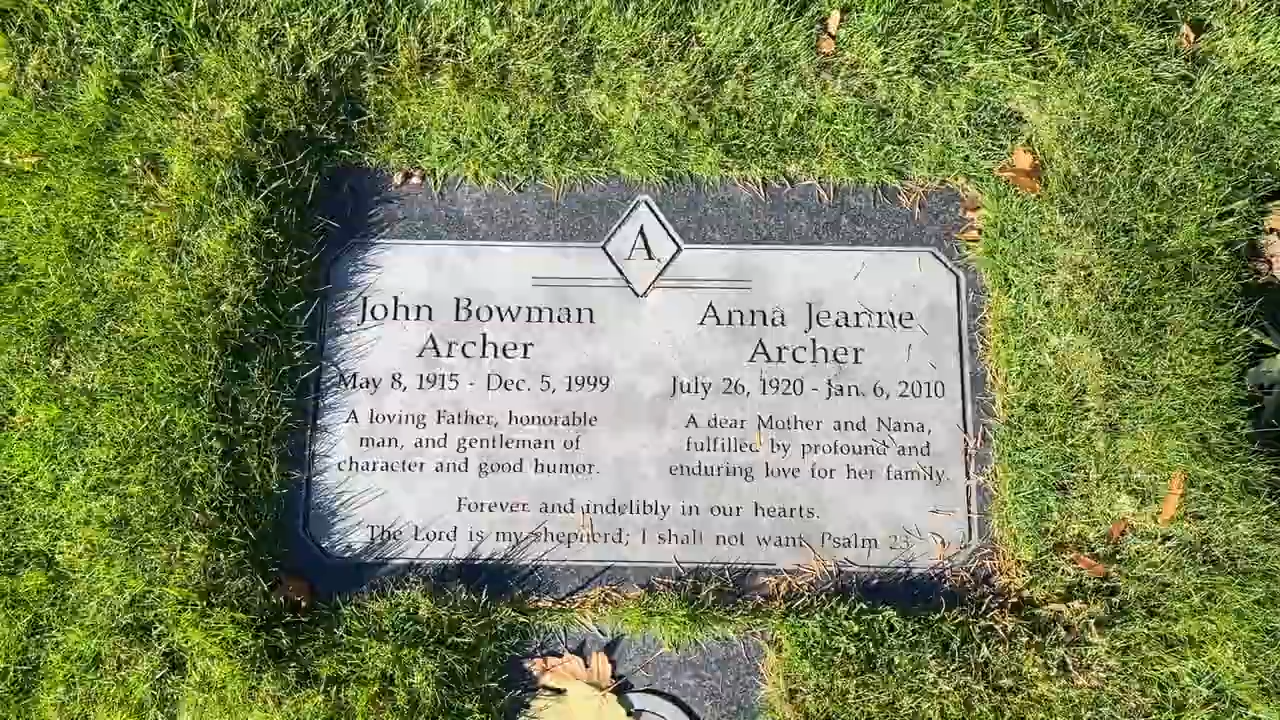 A
John Bowman
Archer
May 8, 1915 - Dec. 5, 1999
A loving Father, honorable
man, and gentleman of
character and good humor.
Anna Jeanne
Archer
July 26, 1920 - Jan. 6, 2010
A dear Mother and Nana,
fulfilled by profound and
enduring love for her family.
Forever and indelibly in our hearts.
The Lord is my shepherd; I shall not want. Psalm 23